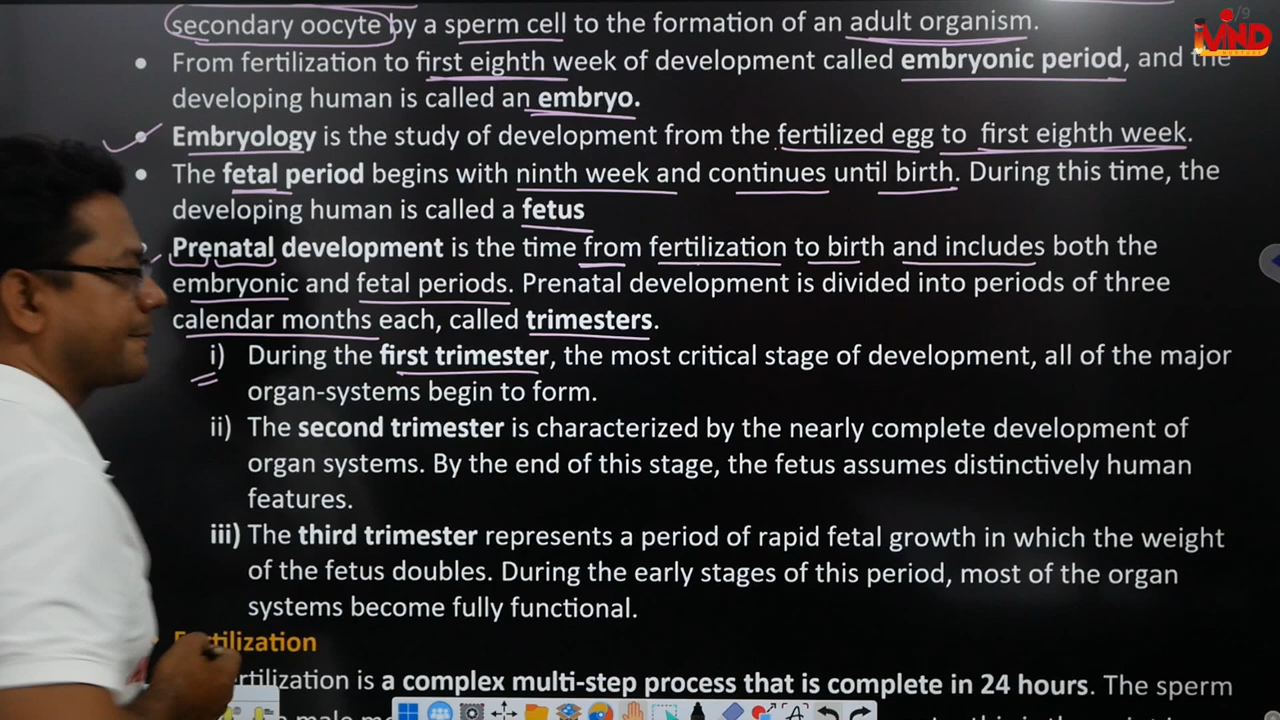 secondary oocyte by a sperm cell to the formation of an adult organism.
/9
MIND
• From fertilization to first eighth week of development called embryonic period, and the
developing human is called an embryo.
• Embryology is the study of development from the fertilized egg to first eighth week.
• The fetal period begins with ninth week and continues until birth. During this time, the
developing human is called a fetus
Prenatal development is the time from fertilization to birth and includes both the
embryonic and fetal periods. Prenatal development is divided into periods of three
calendar months each, called trimesters.
i) During the first trimester, the most critical stage of development, all of the major
organ-systems begin to form.
ii) The second trimester is characterized by the nearly complete development of
organ systems. By the end of this stage, the fetus assumes distinctively human
features.
iii) The third trimester represents a period of rapid fetal growth in which the weight
of the fetus doubles. During the early stages of this period, most of the organ
systems become fully functional.
Fertilization
rtilization is a complex multi-step process that is complete in 24 hours. The sperm